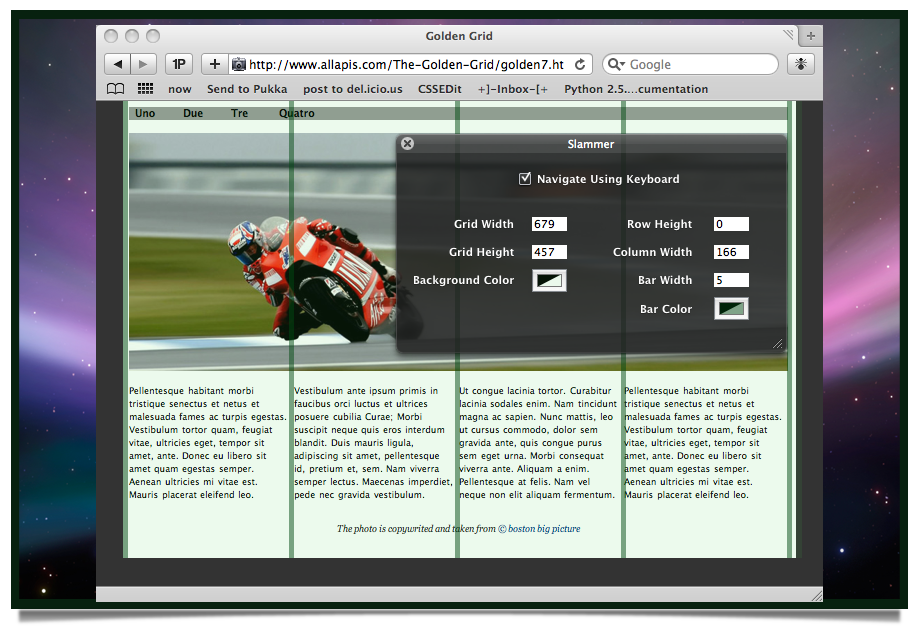 Golden Grid
1P
http://www.allapis.com/The-Golden-Grid/golden7.ht
Google
now Send to Pukka post to del.icio.us CSSEdit +]-Inbox-[+ Python 2.5....cumentation
Uno Due Tre Quatro
Slammer
Navigate Using Keyboard
Grid Width 679 Row Height 0
Grid Height 457 Column Width 166
Background Color Bar Width 5
Bar Color
Pellentesque habitant morbi
tristique senectus et netus et
malesuada fames ac turpis egestas.
Vestibulum tortor quam, feugiat
vitae, ultricies eget, tempor sit
amet, ante. Donec eu libero sit
amet quam egestas semper.
Aenean ultricies mi vitae est.
Mauris placerat eleifend leo.
Vestibulum ante ipsum primis in
faucibus orci luctus et ultrices
posuere cubilia Curae; Morbi
suscipit neque quis eros interdum
blandit. Duis mauris ligula,
adipiscing sit amet, pellentesque
id, pretium et, sem. Nam viverra
semper lectus. Maecenas imperdiet,
pede nec gravida vestibulum.
Ut congue lacinia tortor. Curabitur
lacinia sodales enim. Nam tincidunt
magna ac sapien. Nunc mattis, leo
ut cursus commodo, dolor sem
gravida ante, quis congue purus
sem eget urna. Morbi consequat
viverra ante. Aliquam a enim.
Pellentesque at felis. Nam vel
neque non elit aliquam fermentum.
Pellentesque habitant morbi
tristique senectus et netus et
malesuada fames ac turpis egestas.
Vestibulum tortor quam, feugiat
vitae, ultricies eget, tempor sit
amet, ante. Donec eu libero sit
amet quam egestas semper.
Aenean ultricies mi vitae est.
Mauris placerat eleifend leo.
The photo is copywrited and taken from © boston big picture